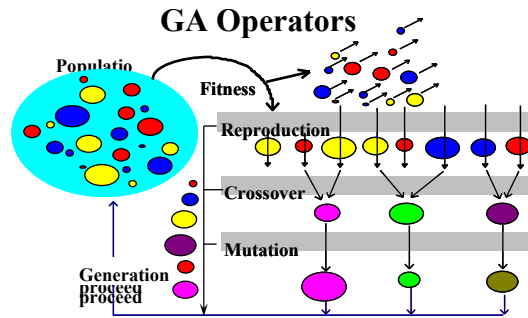 GA Operators
Populatio
Fitness
Reproduction
Crossover
Mutation
Generation
proceed
proceed